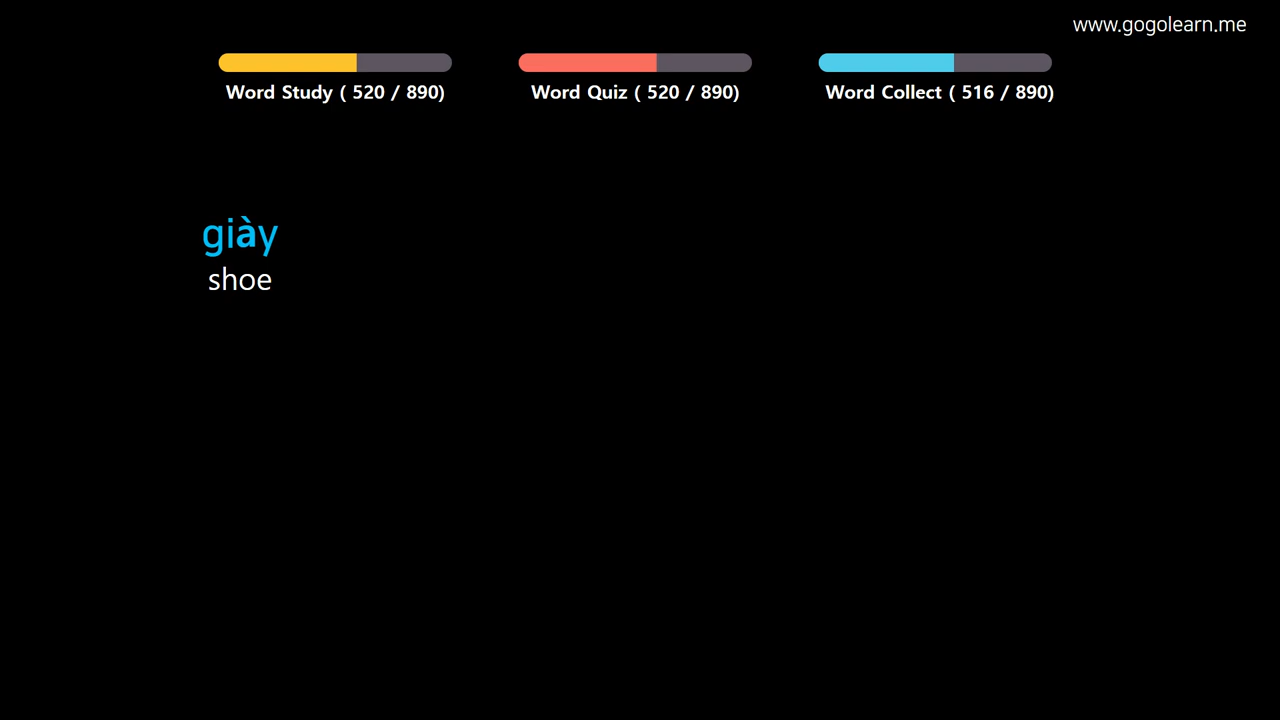 www.gogolearn.me
Word Study ( 520 / 890)
Word Quiz ( 520 / 890)
Word Collect ( 516 / 890)
giày
shoe